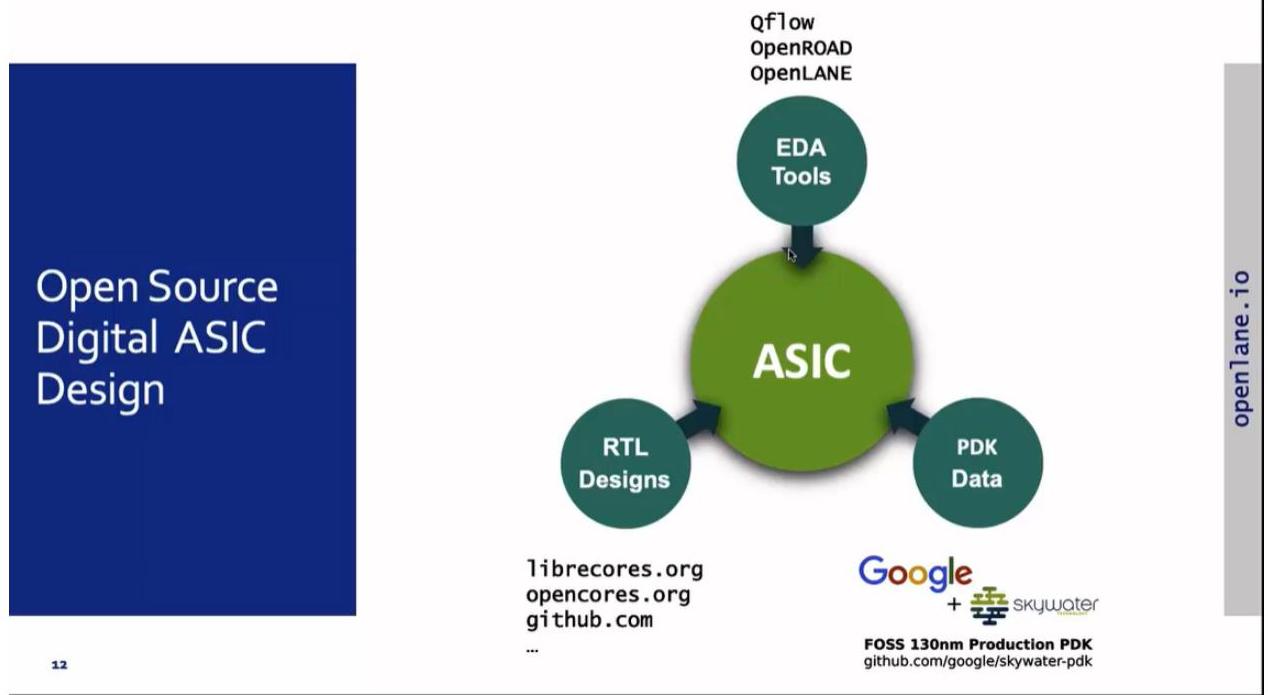 Open Source
Digital ASIC
Design
12
Qflow
OpenROAD
OpenLANE
EDA
Tools
ASIC
RTL
Designs
PDK
Data
librecores.org
opencores.org
github.com
…
Google
+ skywater
FOSS 130nm Production PDK
github.com/google/skywater-pdk
openlane.io